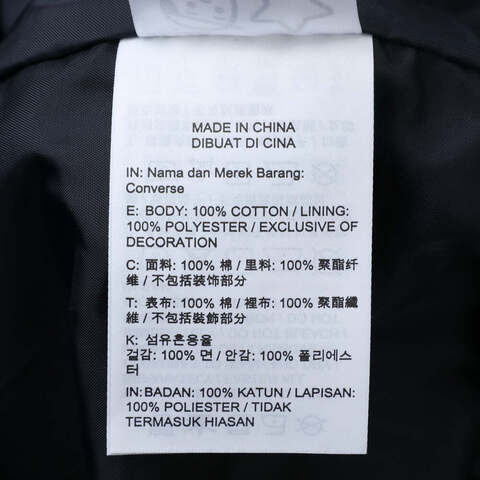 MADE IN CHINA
DIBUAT DI CINA
IN: Nama dan Merek Barang:
Converse
E: BODY: 100% COTTON / LINING:
100% POLYESTER / EXCLUSIVE OF
DECORATION
C: 面料: 100% 棉 / 里料: 100% 聚酯纤
维 / 不包括装饰部分
T: 表布: 100% 棉 / 裡布: 100% 聚酯纖
維 / 不包括裝飾部分
K: 섬유혼용율
겉감: 100% 면 / 안감: 100% 폴리에스
터
IN: BADAN: 100% KATUN / LAPISAN:
100% POLIESTER / TIDAK
TERMASUK HIASAN